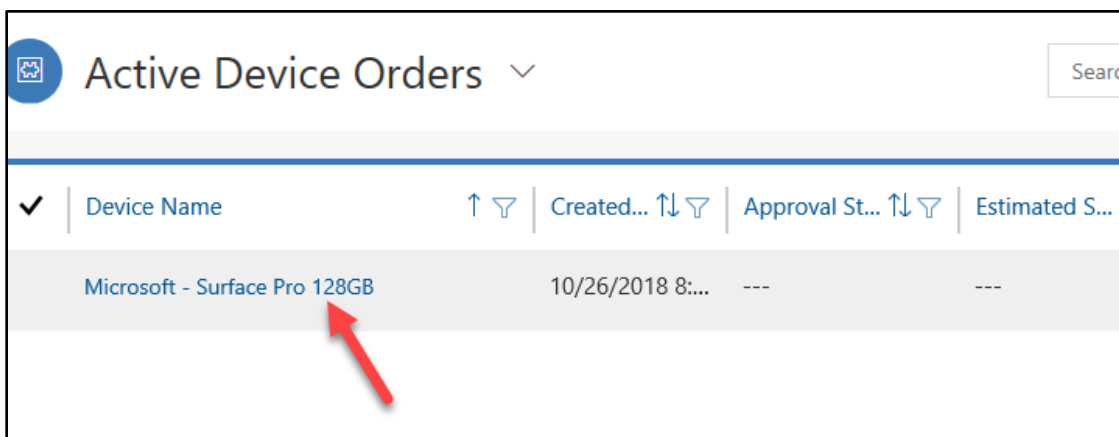 Active Device Orders
Searc
Device Name Created... Approval St... Estimated S...
Microsoft - Surface Pro 128GB 10/26/2018 8:... --- ---